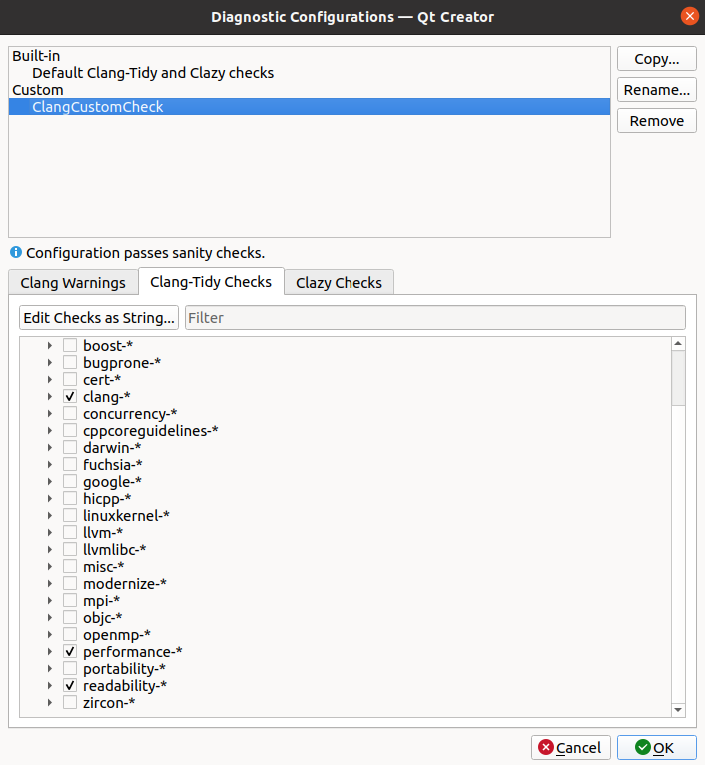 Diagnostic Configurations — Qt Creator
Built-in
Default Clang-Tidy and Clazy checks
Custom
ClangCustomCheck
Copy...
Rename...
Remove
Configuration passes sanity checks.
Clang Warnings Clang-Tidy Checks Clazy Checks
Edit Checks as String... Filter
boost-*
bugprone-*
cert-*
clang-*
concurrency-*
cppcoreguidelines-*
darwin-*
fuchsia-*
google-*
hicpp-*
linuxkernel-*
llvm-*
llvmlibc-*
misc-*
modernize-*
mpi-*
objc-*
openmp-*
performance-*
portability-*
readability-*
zircon-*
Cancel OK